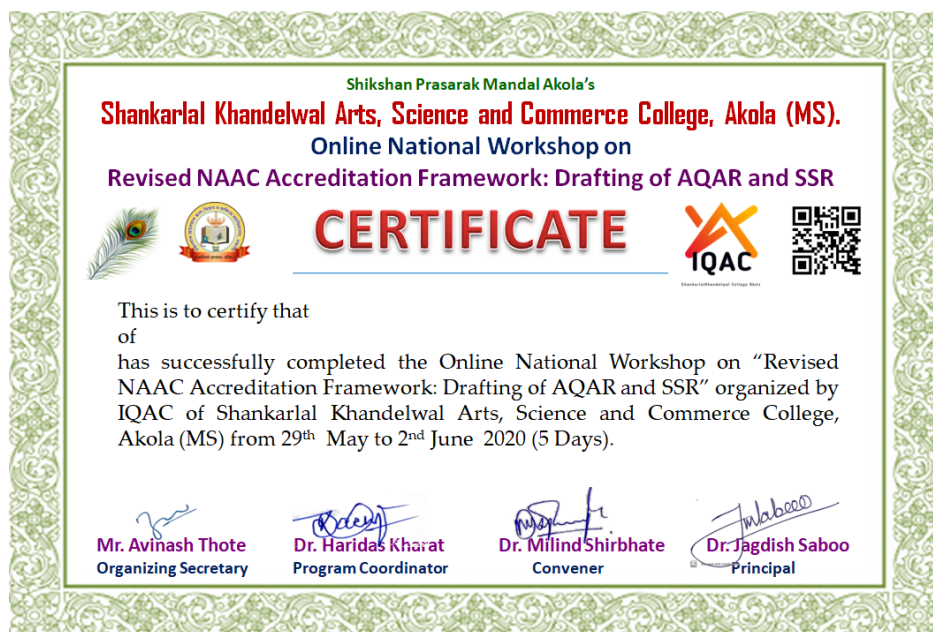 Shikshan Prasarak Mandal Akola's
Shankarlal Khandelwal Arts, Science and Commerce College, Akola (MS).
Online National Workshop on
Revised NAAC Accreditation Framework: Drafting of AQAR and SSR
CERTIFICATE
IQAC
ShankarlalKhandelwal College Akola
This is to certify that
of
has successfully completed the Online National Workshop on “Revised
NAAC Accreditation Framework: Drafting of AQAR and SSR” organized by
IQAC of Shankarlal Khandelwal Arts, Science and Commerce College,
Akola (MS) from 29th May to 2nd June 2020 (5 Days).
Mr. Avinash Thote
Dr. Haridas Kharat
Dr. Milind Shirbhate
Dr. Jagdish Saboo
Organizing Secretary
Program Coordinator
Convener
Principal